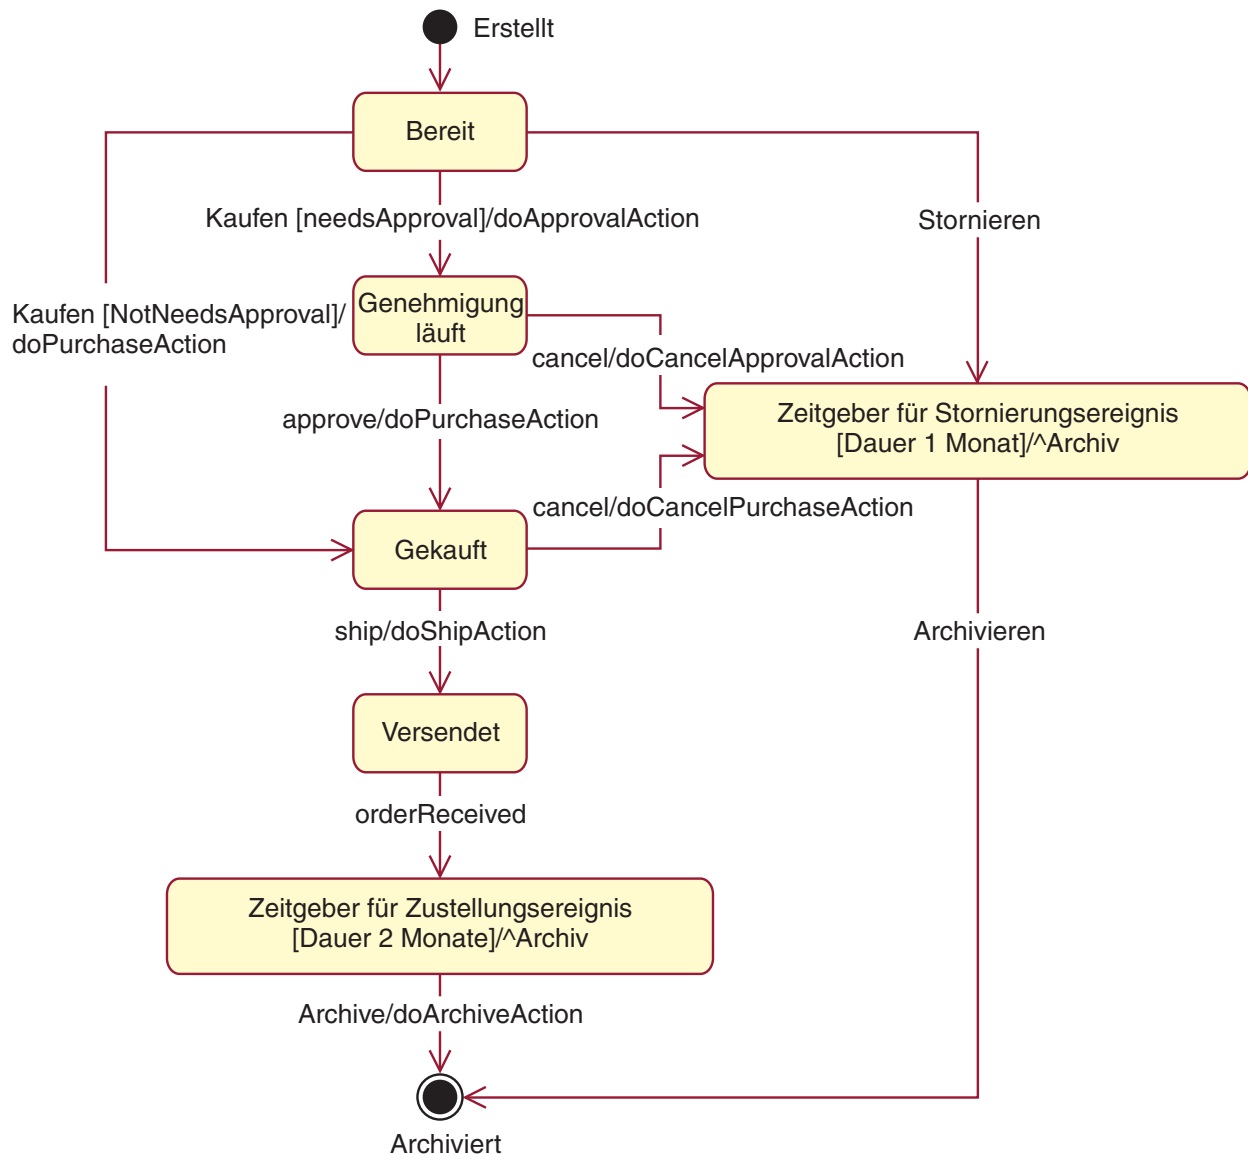 Erstellt
Bereit
Kaufen [needsApproval]/doApprovalAction
Stornieren
Kaufen [NotNeedsApproval]/
doPurchaseAction
Genehmigung
läuft
cancel/doCancelApprovalAction
approve/doPurchaseAction
Zeitgeber für Stornierungsereignis
[Dauer 1 Monat]/^Archiv
cancel/doCancelPurchaseAction
Gekauft
ship/doShipAction
Archivieren
Versendet
orderReceived
Zeitgeber für Zustellungsereignis
[Dauer 2 Monate]/^Archiv
Archive/doArchiveAction
Archiviert